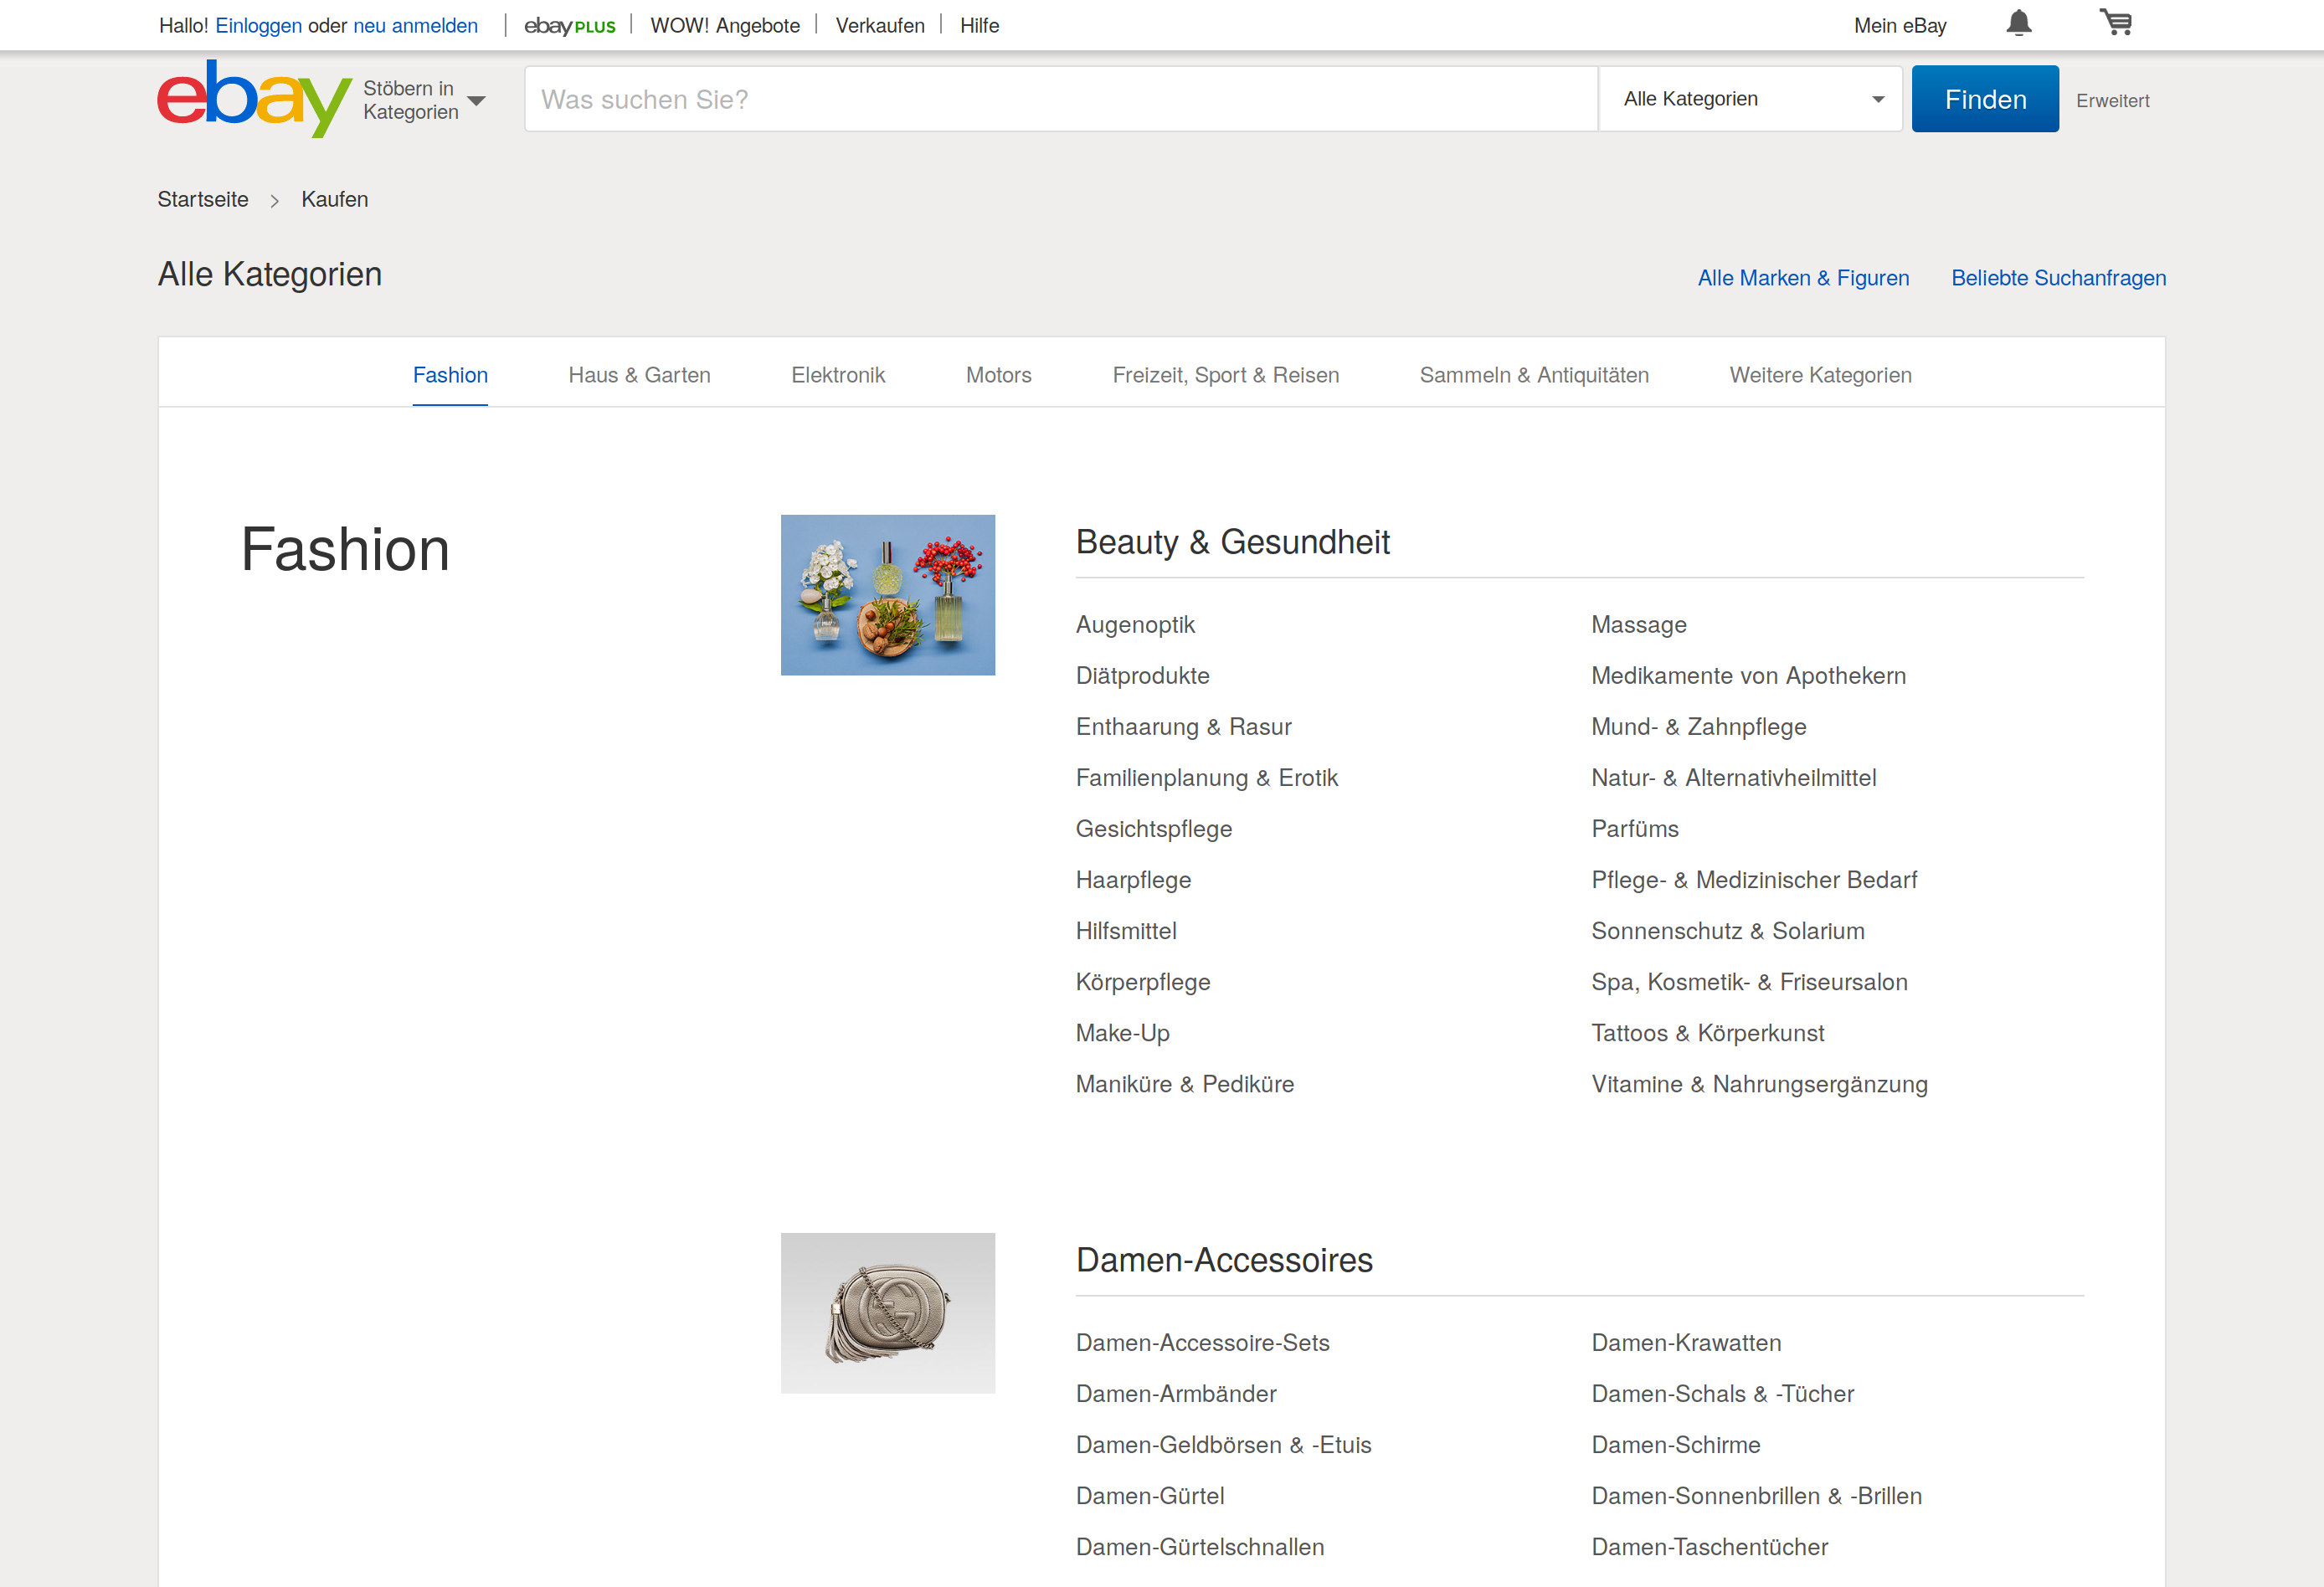 Hallo! Einloggen oder neu anmelden
ebay PLUS
WOW! Angebote
Verkaufen
Hilfe
Mein eBay
ebay
Stöbern in
Kategorien
Was suchen Sie?
Alle Kategorien
Finden
Erweitert
Startseite
Kaufen
Alle Kategorien
Alle Marken & Figuren
Beliebte Suchanfragen
Fashion
Haus & Garten
Elektronik
Motors
Freizeit, Sport & Reisen
Sammeln & Antiquitäten
Weitere Kategorien
Fashion
Beauty & Gesundheit
Augenoptik
Diätprodukte
Enthaarung & Rasur
Familienplanung & Erotik
Gesichtspflege
Haarpflege
Hilfsmittel
Körperpflege
Make-Up
Maniküre & Pediküre
Massage
Medikamente von Apothekern
Mund- & Zahnpflege
Natur- & Alternativheilmittel
Parfüms
Pflege- & Medizinischer Bedarf
Sonnenschutz & Solarium
Spa, Kosmetik- & Friseursalon
Tattoos & Körperkunst
Vitamine & Nahrungsergänzung
Damen-Accessoires
Damen-Accessoire-Sets
Damen-Armbänder
Damen-Geldbörsen & -Etuis
Damen-Gürtel
Damen-Gürtelschnallen
Damen-Krawatten
Damen-Schals & -Tücher
Damen-Schirme
Damen-Sonnenbrillen & -Brillen
Damen-Taschentücher